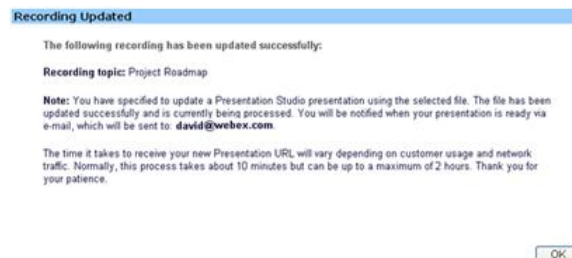 Recording Updated
The following recording has been updated successfully:
Recording topic: Project Roadmap
Note: You have specified to update a Presentation Studio presentation using the selected file. The file has been
updated successfully and is currently being processed. You will be notified when your presentation is ready via
e-mail, which will be sent to: david@webex.com.
The time it takes to receive your new Presentation URL will vary depending on customer usage and network
traffic. Normally, this process takes about 10 minutes but can be up to a maximum of 2 hours. Thank you for
your patience.
OK